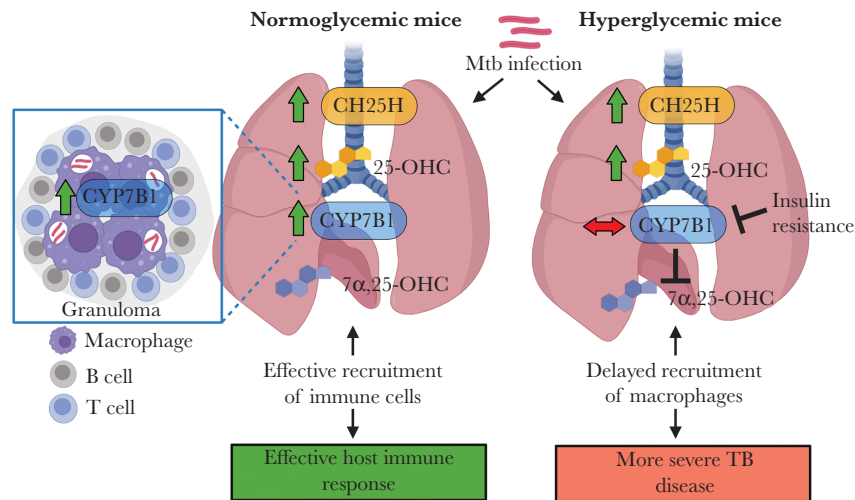 Normoglycemic mice
Hyperglycemic mice
Mtb infection
CH25H
25-OHC
CYP7B1
7α,25-OHC
CYP7B1
Granuloma
Macrophage
B cell
T cell
Effective recruitment
of immune cells
Effective host immune
response
CH25H
25-OHC
CYP7B1
Insulin
resistance
7α,25-OHC
Delayed recruitment
of macrophages
More severe TB
disease